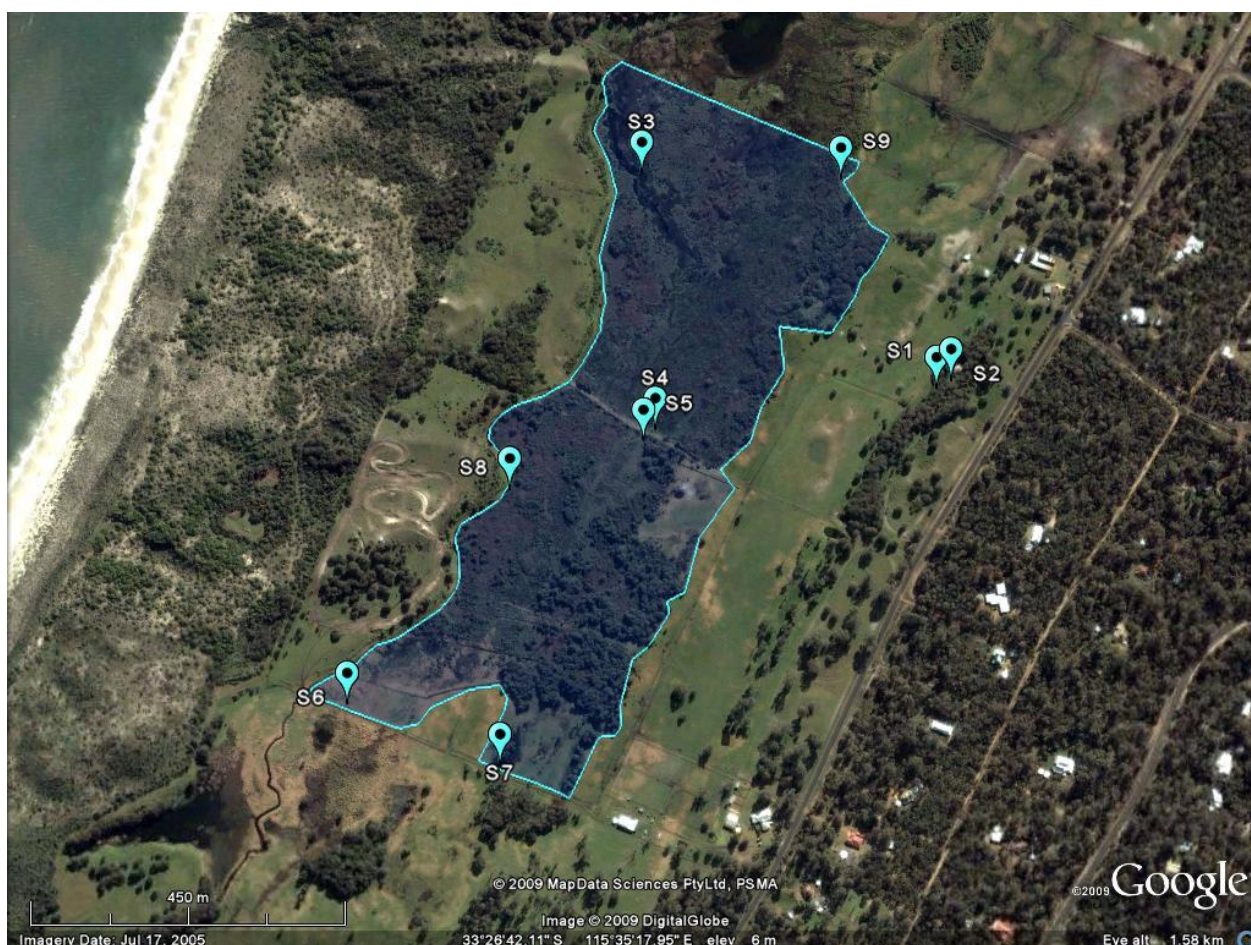 S3
S9
S1
S2
S4
S5
S8
S6
S7
450 m
© 2009 MapData Sciences PtyLtd, PSMA
Image © 2009 DigitalGlobe
©2009 Google
Imagery Date: Jul 17, 2005
33°26'42.11" S 115°35'17.95" E elev 6 m
Eye alt 1.58 km